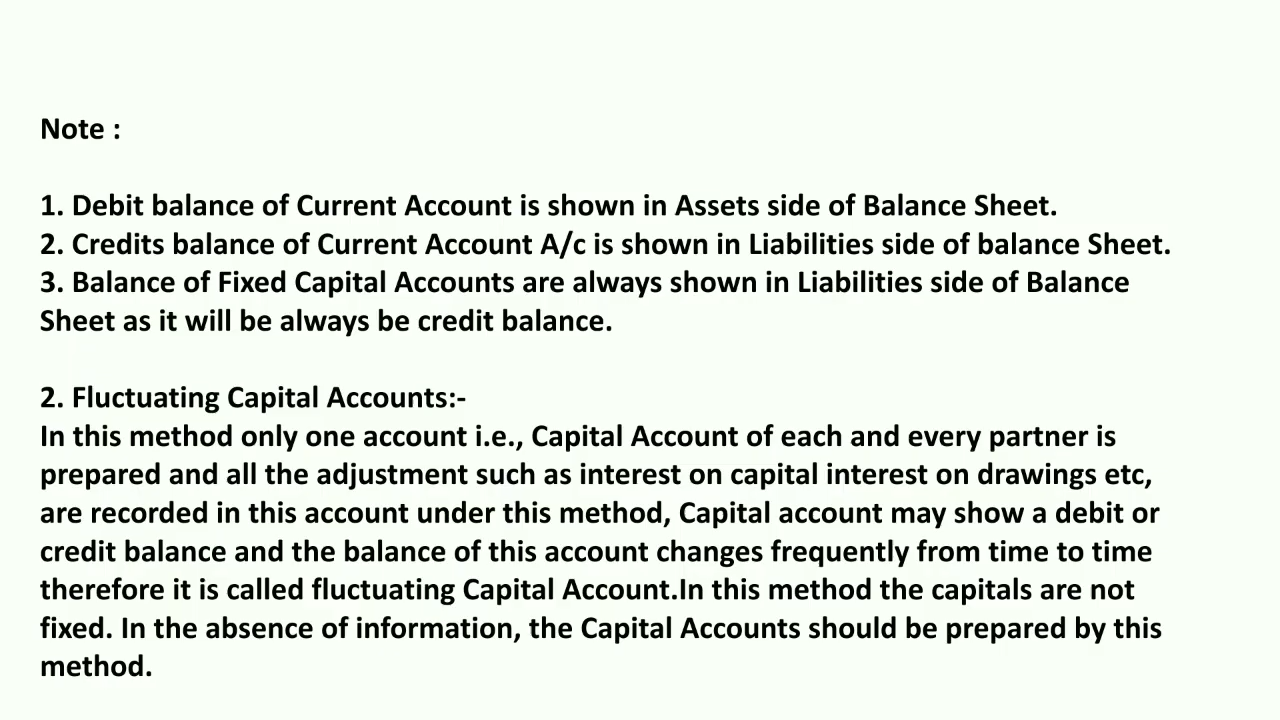 Note :
1. Debit balance of Current Account is shown in Assets side of Balance Sheet.
2. Credits balance of Current Account A/c is shown in Liabilities side of balance Sheet.
3. Balance of Fixed Capital Accounts are always shown in Liabilities side of Balance
Sheet as it will be always be credit balance.
2. Fluctuating Capital Accounts:-
In this method only one account i.e., Capital Account of each and every partner is
prepared and all the adjustment such as interest on capital interest on drawings etc,
are recorded in this account under this method, Capital account may show a debit or
credit balance and the balance of this account changes frequently from time to time
therefore it is called fluctuating Capital Account.In this method the capitals are not
fixed. In the absence of information, the Capital Accounts should be prepared by this
method.